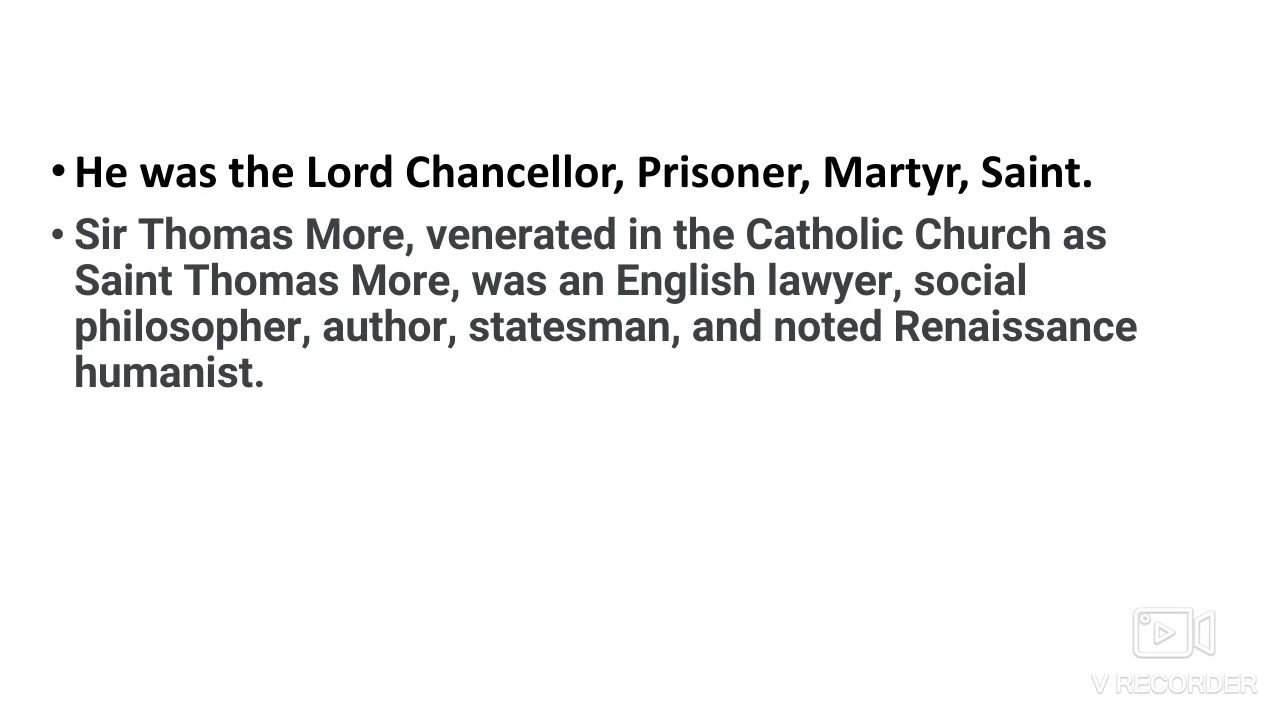 • He was the Lord Chancellor, Prisoner, Martyr, Saint.
• Sir Thomas More, venerated in the Catholic Church as
Saint Thomas More, was an English lawyer, social
philosopher, author, statesman, and noted Renaissance
humanist.
V RECORDER